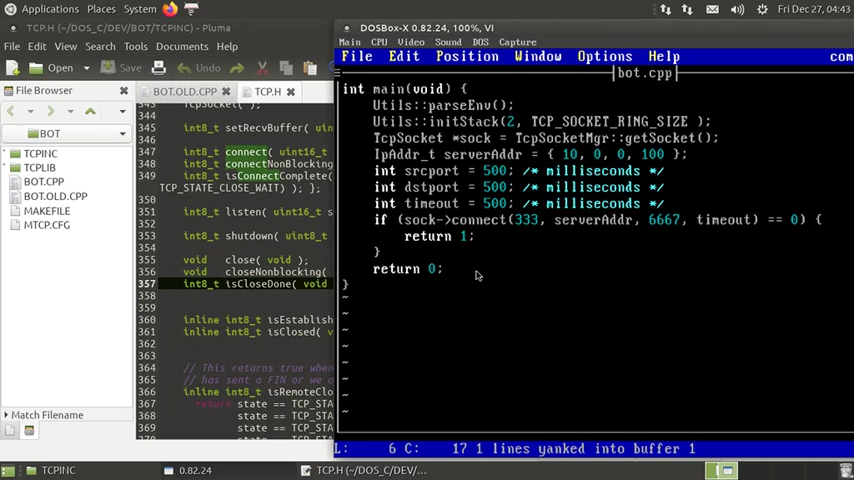 Applications Places System Fri Dec 27, 04:43
TCP.H (~/DOS_C/DEV/BOT/TCPINC) - Pluma
File Edit View Search Tools Documents Help
Open Save Undo
File Browser
BOT
TCPINC
TCPLIB
BOT.CPP
BOT.OLD.CPP
MAKEFILE
MTCP.CFG
Match Filename
BOT.OLD.CPP TCP.H
343 TcpSocket( );
344
345 int8_t setRecvBuffer( uin
346
347 int8_t connect( uint16_t
348 int8_t connectNonBlocking
349 int8_t isConnectComplete(
TCP_STATE_CLOSE_WAIT); };
350
351 int8_t listen( uint16_t s
352
353 int8_t shutdown( uint8_t
354
355 void close( void );
356 void closeNonblocking(
357 int8_t isCloseDone( void
358
359
360 inline int8_t isEstablish
361 inline int8_t isClosed( v
362
363
364 // This returns true when
365 // has sent a FIN or we a
366 inline int8_t isRemoteClo
367 return state == TCP_STA
368 state == TCP_STA
369 state == TCP_STA
370 state == TCP_STA
DOSBox-X 0.82.24, 100%, VI
Main CPU Video Sound DOS Capture
File Edit Position Window Options Help com
bot.cpp
int main(void) {
Utils::parseEnv();
Utils::initStack(2, TCP_SOCKET_RING_SIZE );
TcpSocket *sock = TcpSocketMgr::getSocket();
IpAddr_t serverAddr = { 10, 0, 0, 100 };
int srcport = 500; /* milliseconds */
int dstport = 500; /* milliseconds */
int timeout = 500; /* milliseconds */
if (sock->connect(333, serverAddr, 6667, timeout) == 0) {
return 1;
}
return 0;
}
~
~
~
~
~
~
~
~
L: 6 C: 17 1 lines yanked into buffer 1
TCPINC 0.82.24 TCP.H (~/DOS_C/DEV/...